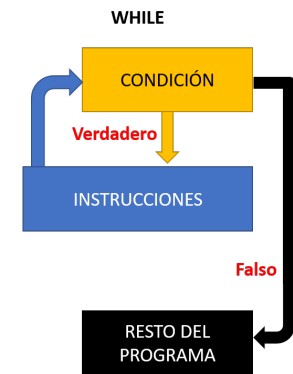 WHILE
CONDICIÓN
Verdadero
INSTRUCCIONES
Falso
RESTO DEL
PROGRAMA